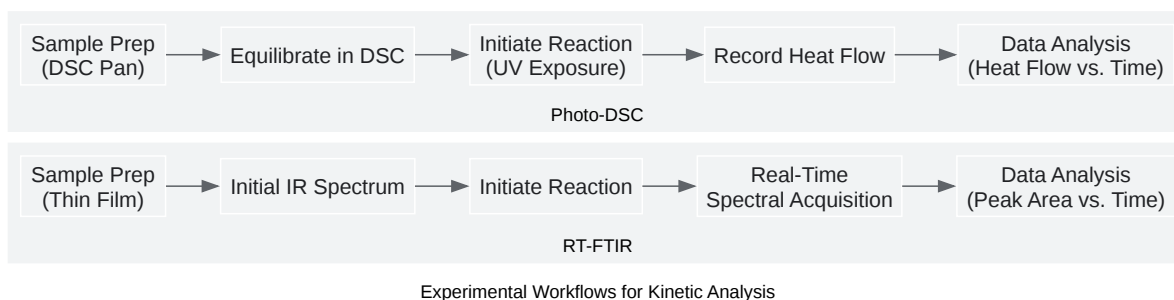 Sample Prep
(DSC Pan)
Equilibrate in DSC
Initiate Reaction
(UV Exposure)
Record Heat Flow
Data Analysis
(Heat Flow vs. Time)
Photo-DSC
Sample Prep
(Thin Film)
Initial IR Spectrum
Initiate Reaction
Real-Time
Spectral Acquisition
Data Analysis
(Peak Area vs. Time)
RT-FTIR
Experimental Workflows for Kinetic Analysis